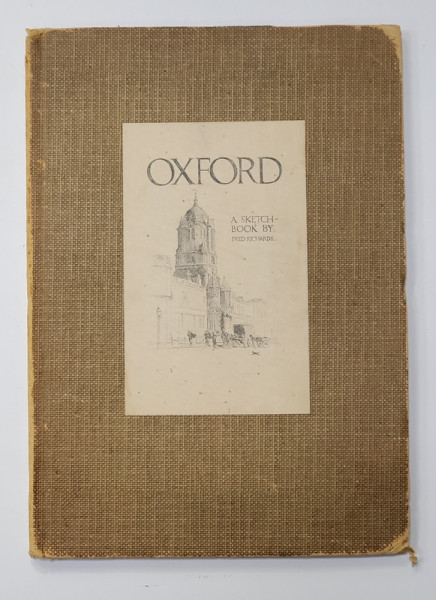 OXFORD
A SKETCH-
BOOK BY
FRED RICHARDS